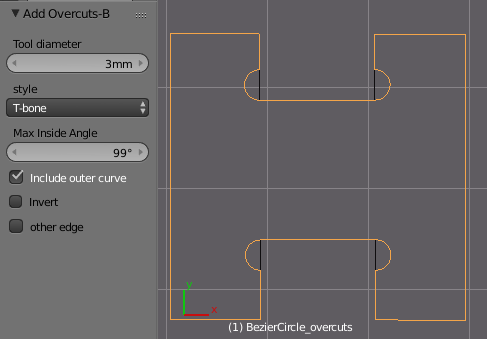 Add Overcuts-B
Tool diameter
3mm
style
T-bone
Max Inside Angle
99°
Include outer curve
Invert
other edge
y
x
(1) BezierCircle_overcuts